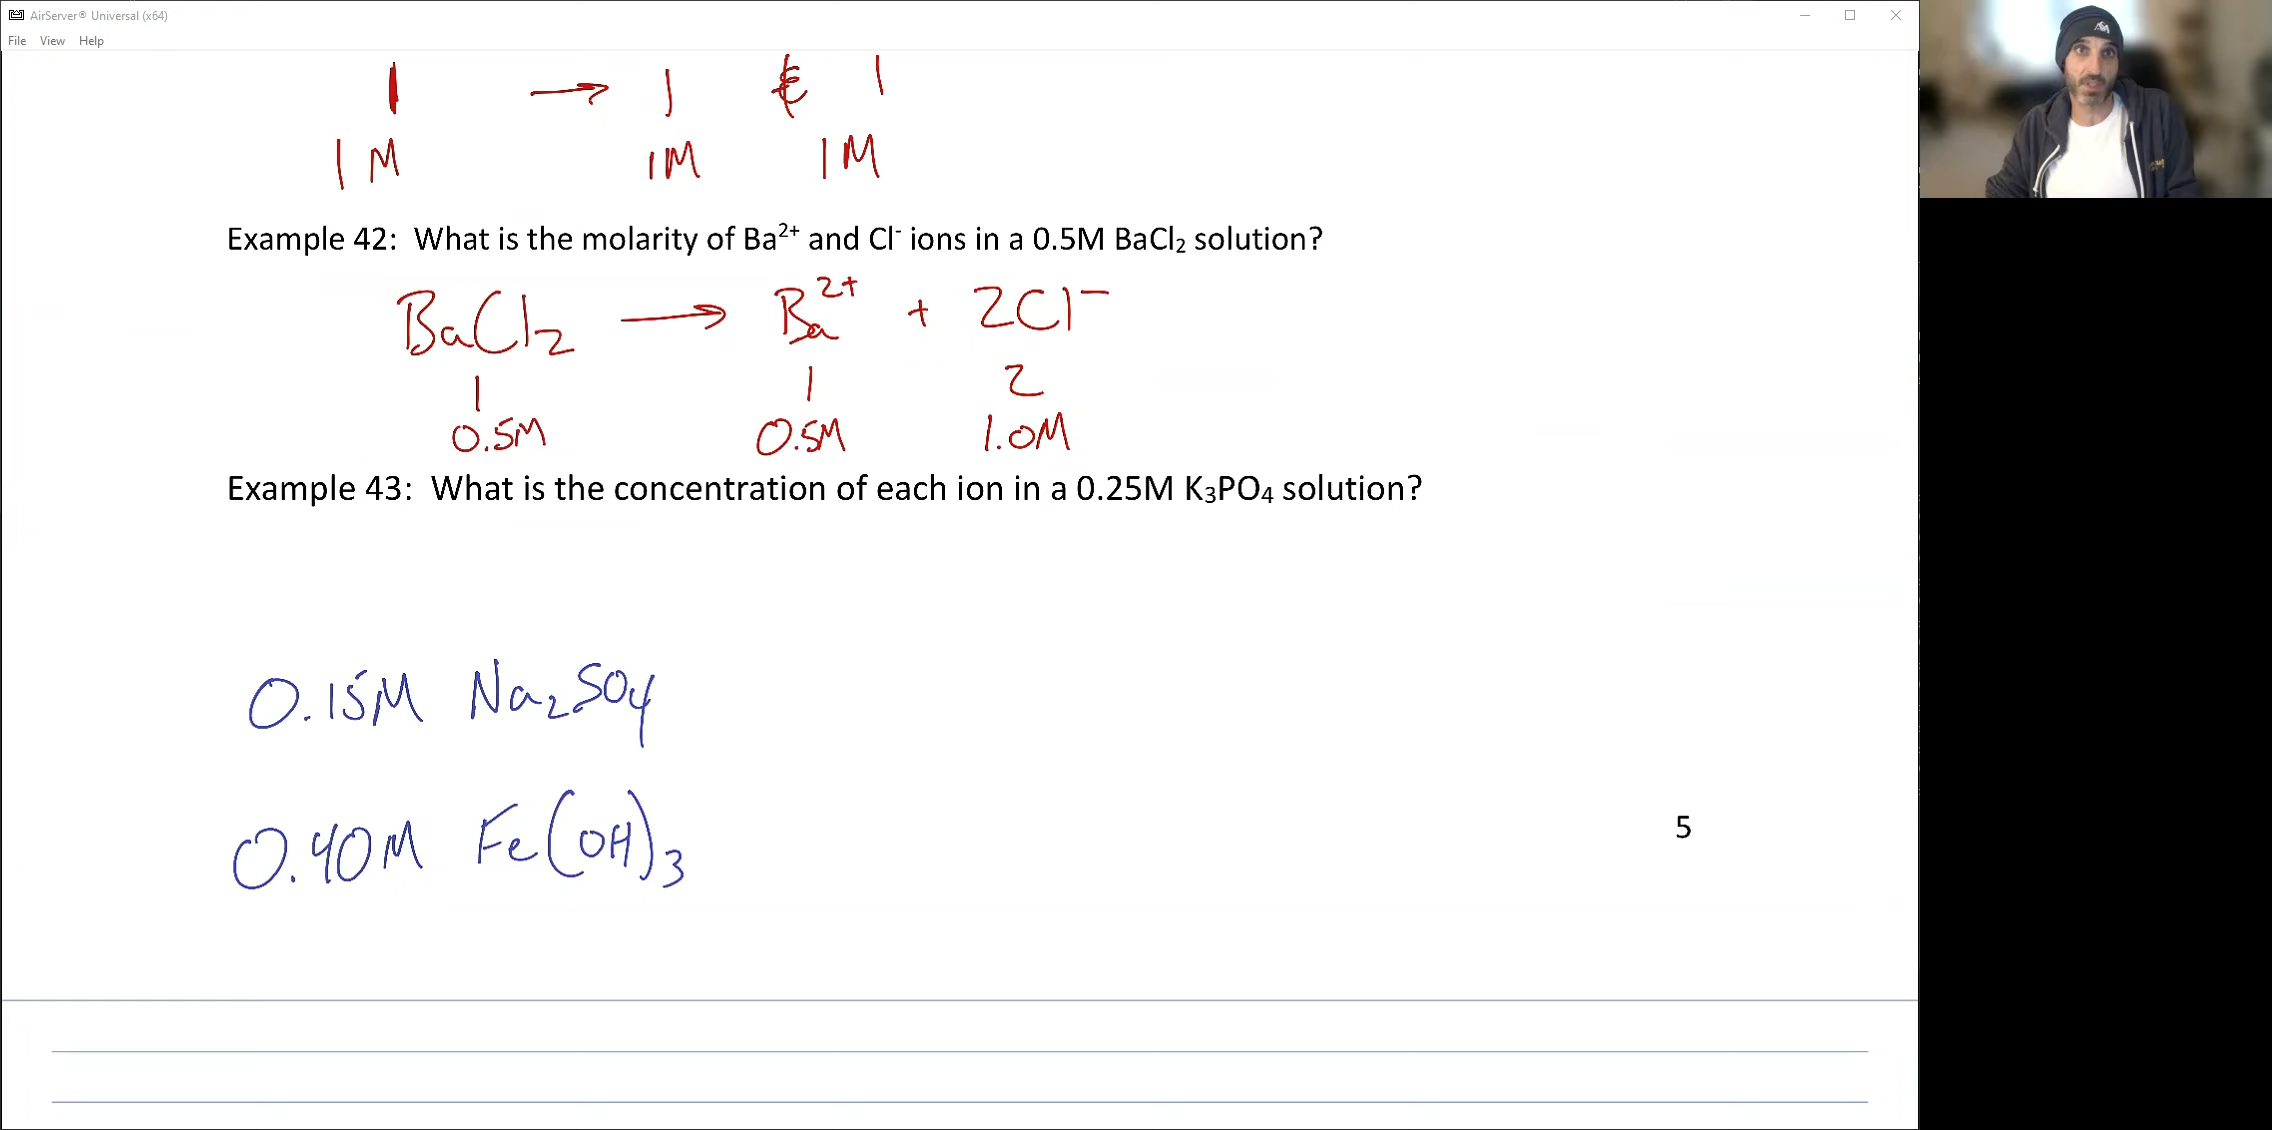 AirServer® Universal (x64)
File View Help
1 → 1 & 1
1M 1M 1M
Example 42: What is the molarity of Ba²⁺ and Cl⁻ ions in a 0.5M BaCl₂ solution?
BaCl₂ → Ba²⁺ + 2Cl⁻
1 1 2
0.5M 0.5M 1.0M
Example 43: What is the concentration of each ion in a 0.25M K₃PO₄ solution?
0.15M Na₂SO₄
0.40M Fe(OH)₃
5